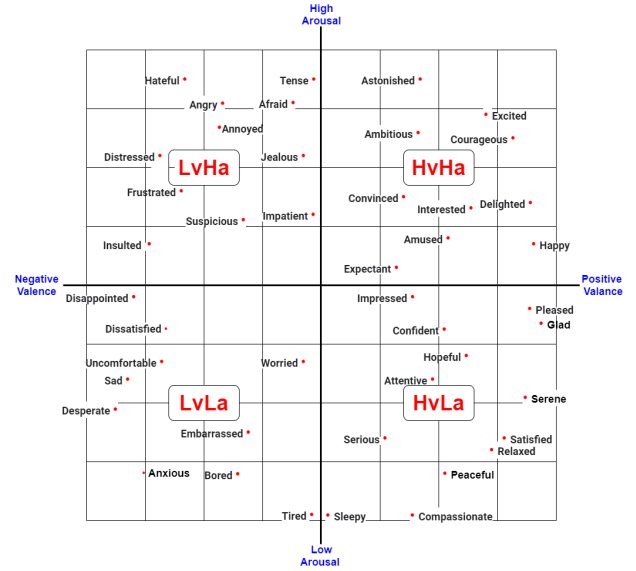 High
Arousal
Hateful
Tense
Astonished
Angry
Afraid
Excited
Annoyed
Ambitious
Courageous
Distressed
LvHa
Jealous
HvHa
Frustrated
Convinced
Interested
Delighted
Suspicious
Impatient
Insulted
Amused
Happy
Expectant
Negative
Valence
Positive
Valance
Disappointed
Impressed
Pleased
Glad
Dissatisfied
Confident
Uncomfortable
Worried
Hopeful
Sad
Attentive
Desperate
LvLa
HvLa
Serene
Embarrassed
Serious
Satisfied
Relaxed
Anxious
Bored
Peaceful
Tired
Sleepy
Compassionate
Low
Arousal